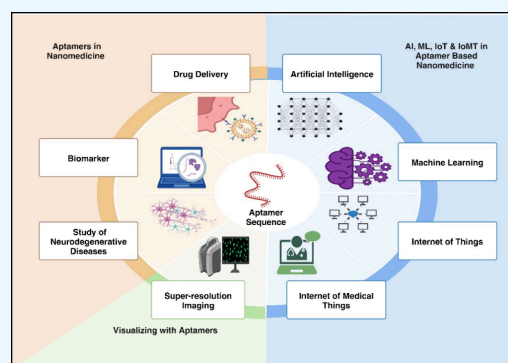 Aptamers in
Nanomedicine
AI, ML, IoT & IoMT in
Aptamer Based
Nanomedicine
Drug Delivery
Artificial Intelligence
Biomarker
Machine Learning
Aptamer
Sequence
Study of
Neurodegenerative
Diseases
Internet of Things
Super-resolution
Imaging
Internet of Medical
Things
Visualizing with Aptamers